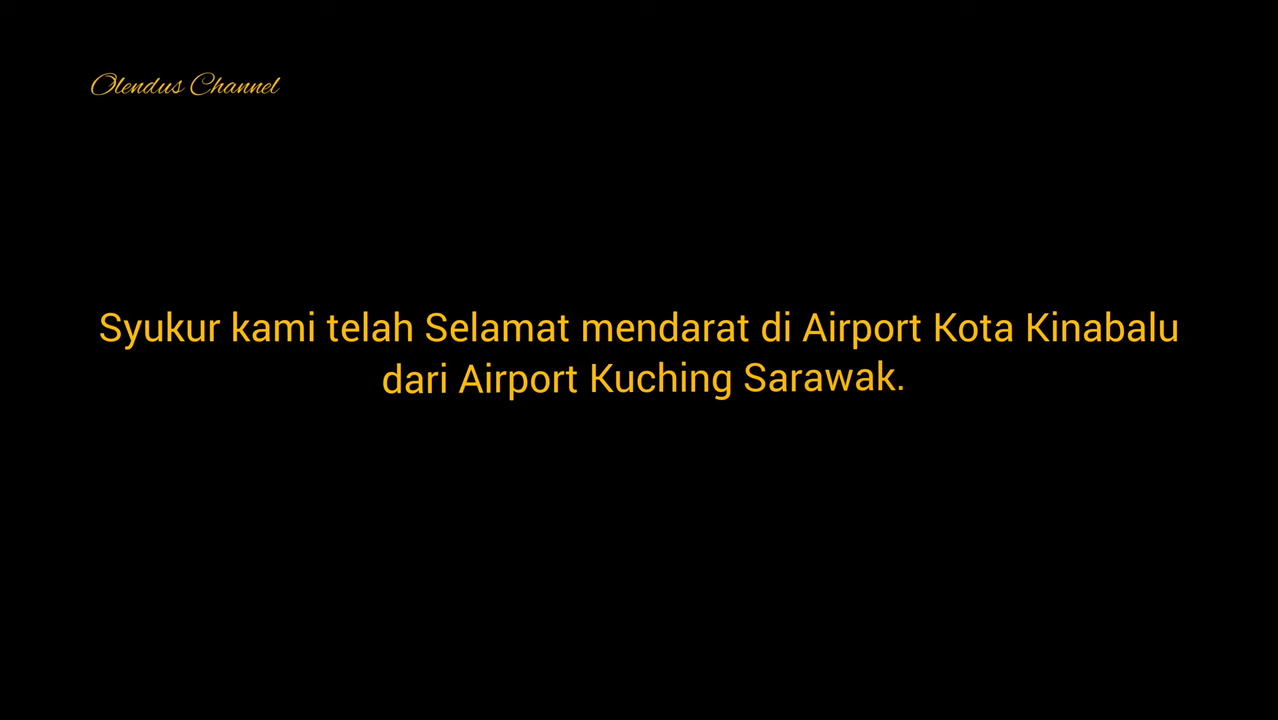 Olendus Channel
Syukur kami telah Selamat mendarat di Airport Kota Kinabalu
dari Airport Kuching Sarawak.